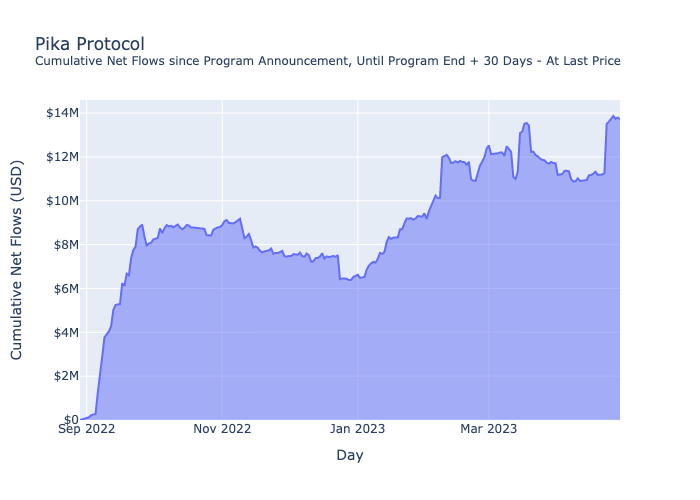 Pika Protocol
Cumulative Net Flows since Program Announcement, Until Program End + 30 Days - At Last Price
Cumulative Net Flows (USD)
$14M
$12M
$10M
$8M
$6M
$4M
$2M
$0
Sep 2022
Nov 2022
Jan 2023
Mar 2023
Day